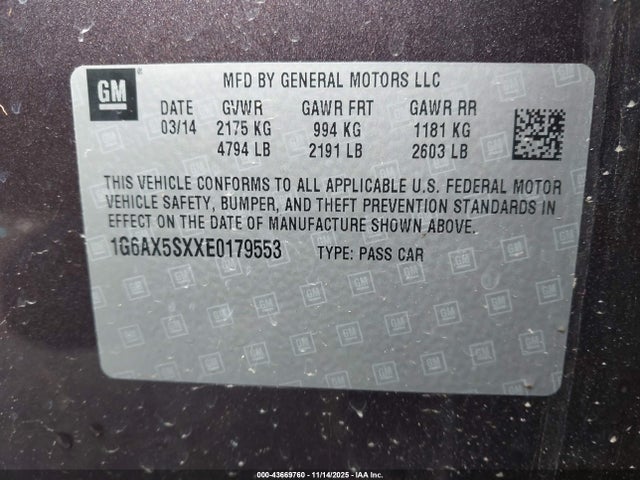 GM
MFD BY GENERAL MOTORS LLC
DATE GVWR GAWR FRT GAWR RR
03/14 2175 KG 994 KG 1181 KG
4794 LB 2191 LB 2603 LB
THIS VEHICLE CONFORMS TO ALL APPLICABLE U.S. FEDERAL MOTOR
VEHICLE SAFETY, BUMPER, AND THEFT PREVENTION STANDARDS IN
EFFECT ON THE DATE OF MANUFACTURE SHOWN ABOVE.
1G6AX5SXXE0179553 TYPE: PASS CAR
000-43669760 - 11/14/2025 - IAA Inc.